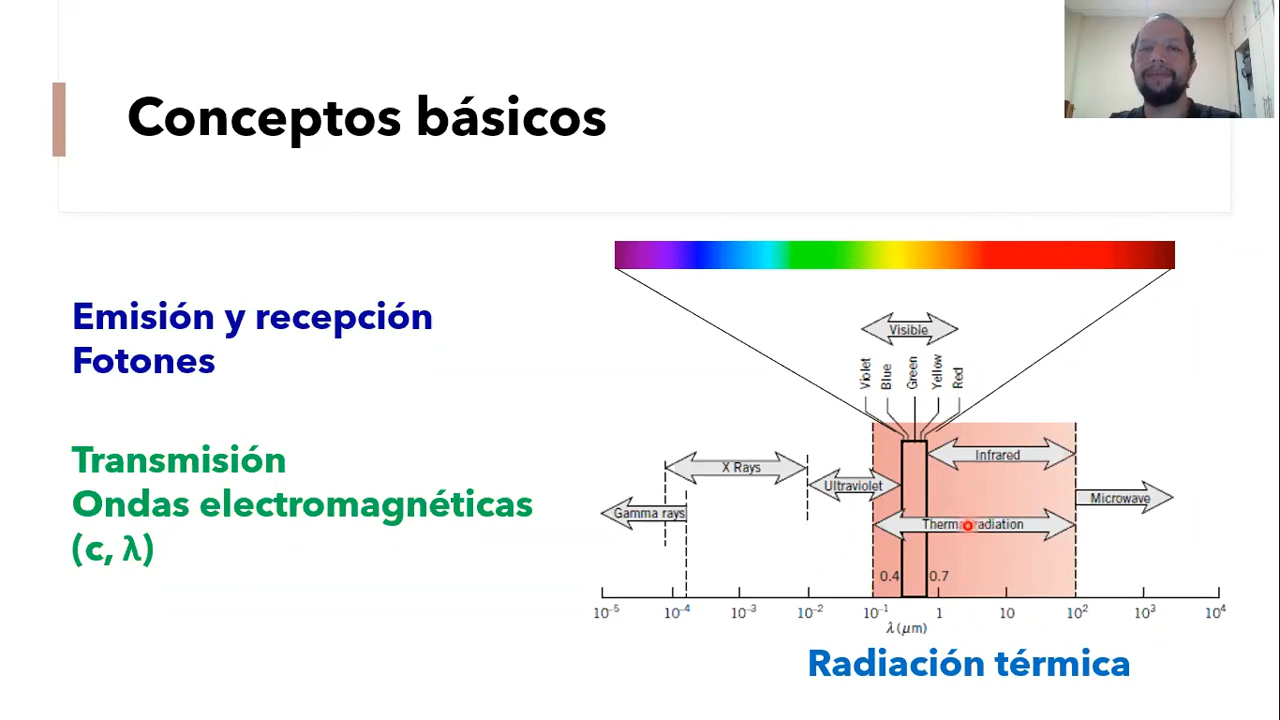 Conceptos básicos
Emisión y recepción
Fotones
Transmisión
Ondas electromagnéticas
(c, λ)
Visible
Violet
Blue
Green
Yellow
Red
Infrared
X Rays
Ultraviolet
Microwave
Gamma rays
Thermal radiation
0.4 0.7
10⁻⁵ 10⁻⁴ 10⁻³ 10⁻² 10⁻¹ 1 10 10² 10³ 10⁴
λ(μm)
Radiación térmica